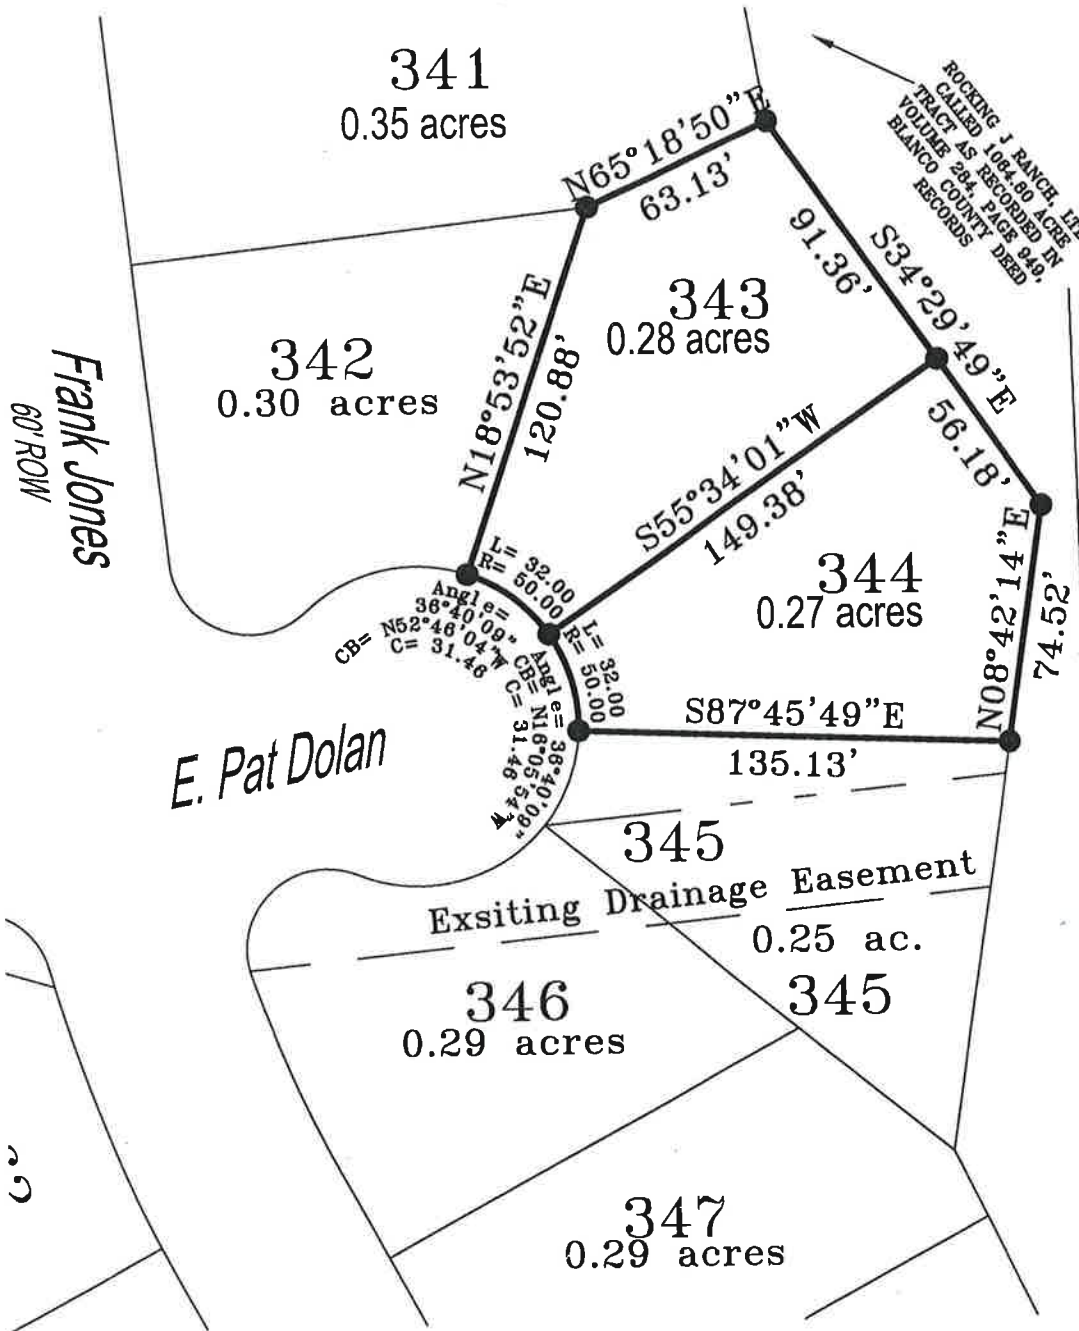 341
0.35 acres
ROCKING J RANCH, LT
CALLED 1084.80 ACRE
TRACT AS RECORDED IN
VOLUME 284, PAGE 949,
BLANCO COUNTY DEED
RECORDS
N65°18'50"E
63.13'
91.36'
S34°29'49"E
343
0.28 acres
342
0.30 acres
N18°53'52"E
120.88'
Frank Jones
60' ROW
56.18'
S55°34'01"W
149.38'
344
0.27 acres
N08°42'14"E
74.52'
L= 32.00
R= 50.00
Angle=
36°40'09"
CB= N52°46'04"W
C= 31.46
L= 32.00
R= 50.00
Angle= 36°40'09"
CB= N16°05'54"W
C= 31.46
S87°45'49"E
135.13'
E. Pat Dolan
345
Exsiting Drainage Easement
0.25 ac.
345
346
0.29 acres
347
0.29 acres